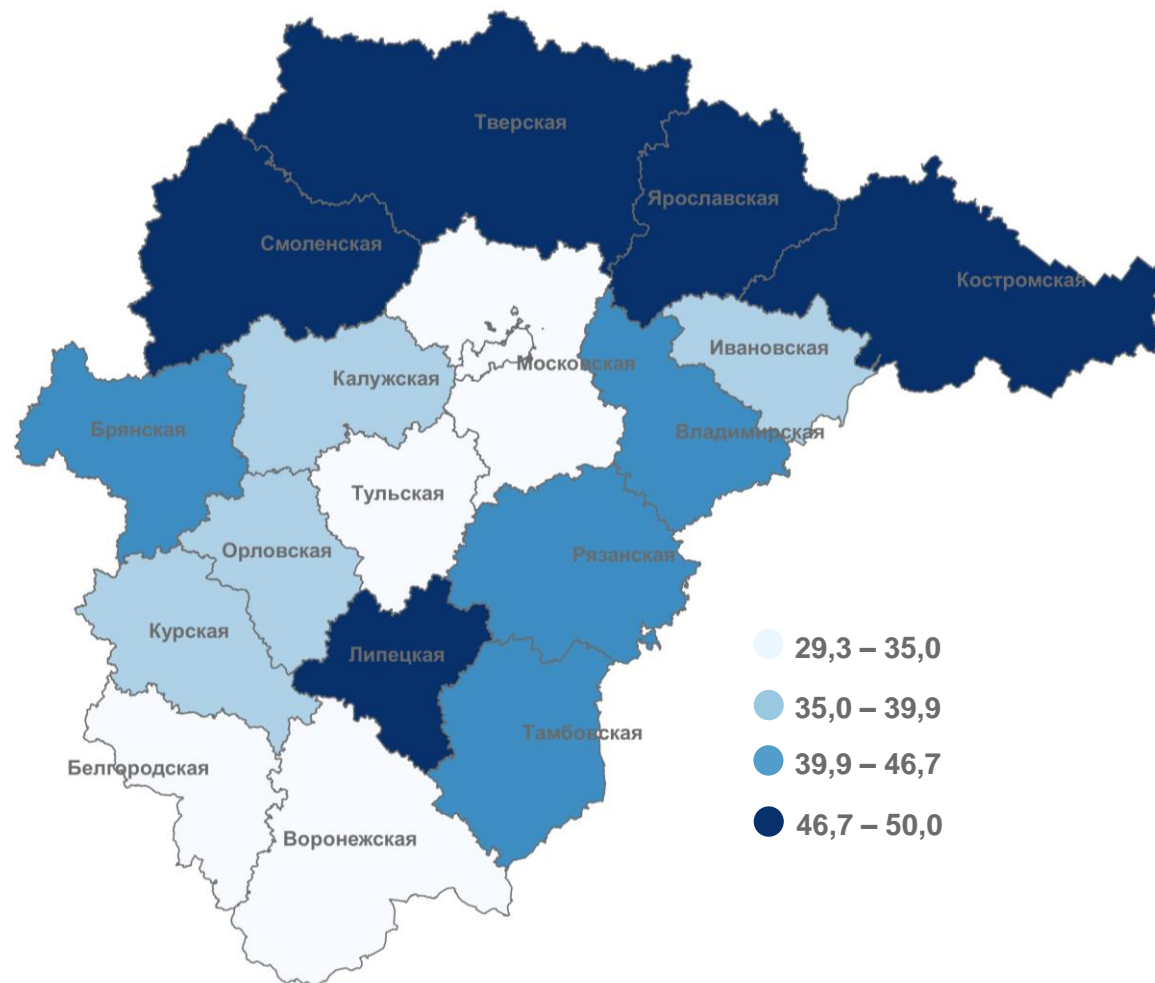 Тверская
Ярославская
Смоленская
Костромская
Ивановская
Московская
Калужская
Брянская
Владимирская
Тульская
Орловская
Рязанская
Курская
Липецкая
29,3 – 35,0
35,0 – 39,9
Тамбовская
Белгородская
39,9 – 46,7
46,7 – 50,0
Воронежская